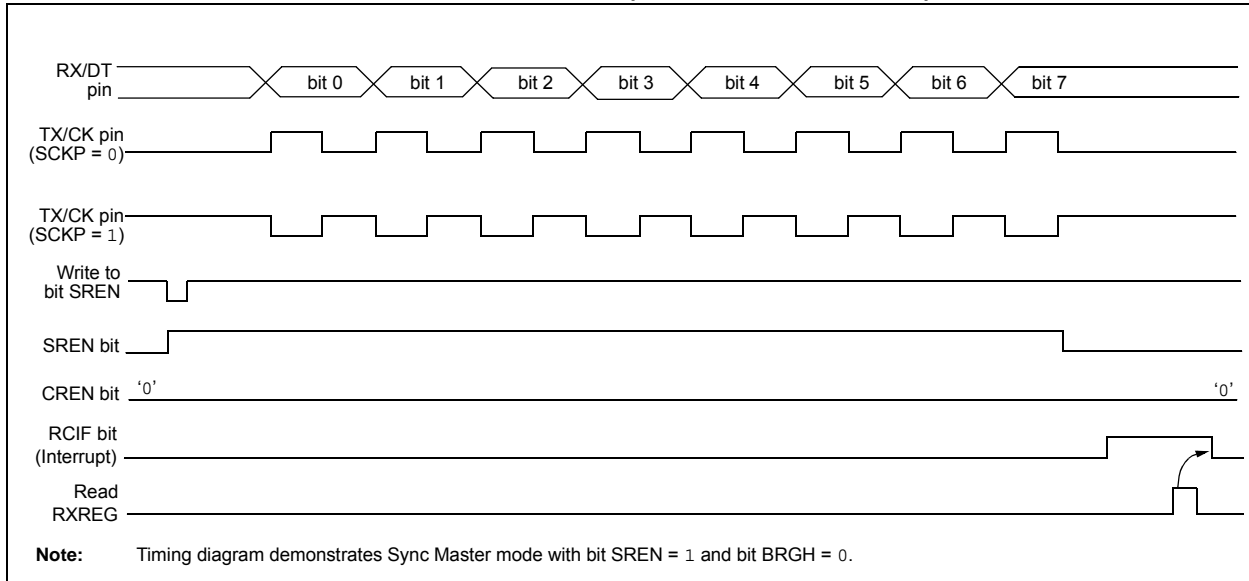 RX/DT
pin
bit 0 bit 1 bit 2 bit 3 bit 4 bit 5 bit 6 bit 7
TX/CK pin
(SCKP = 0)
TX/CK pin
(SCKP = 1)
Write to
bit SREN
SREN bit
CREN bit ‘0’ ‘0’
RCIF bit
(Interrupt)
Read
RXREG
Note: Timing diagram demonstrates Sync Master mode with bit SREN = 1 and bit BRGH = 0.